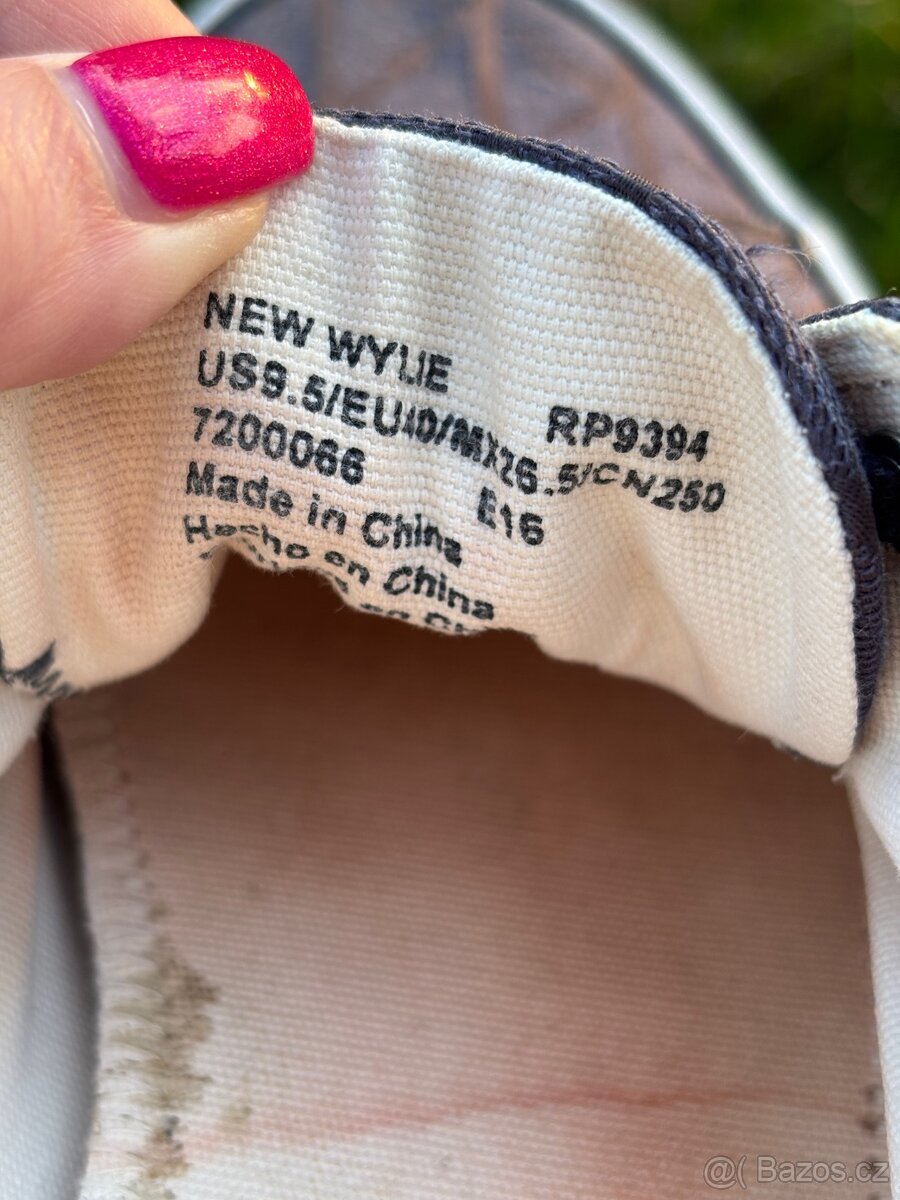 NEW WYLIE
RP9394
US9.5/EU40/MX26.5/CN250
7200066
E16
Made in China
Hecho en China
@( Bazos.cz